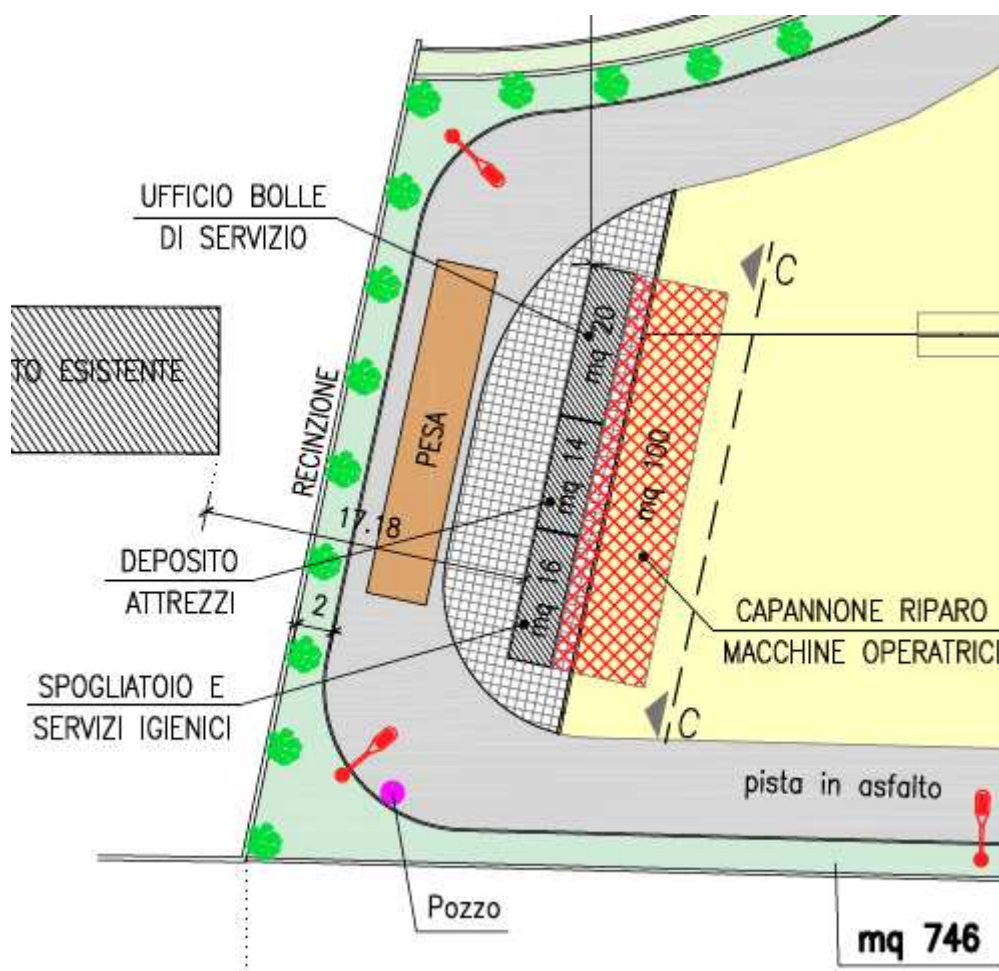 UFFICIO BOLLE
DI SERVIZIO
C
mq 20
TO ESISTENTE
RECINZIONE
PESA
mq 14
mq 100
17.18
DEPOSITO
ATTREZZI
mq 16
2
CAPANNONE RIPARO
MACCHINE OPERATRICI
SPOGLIATOIO E
SERVIZI IGIENICI
C
pista in asfalto
Pozzo
mq 746